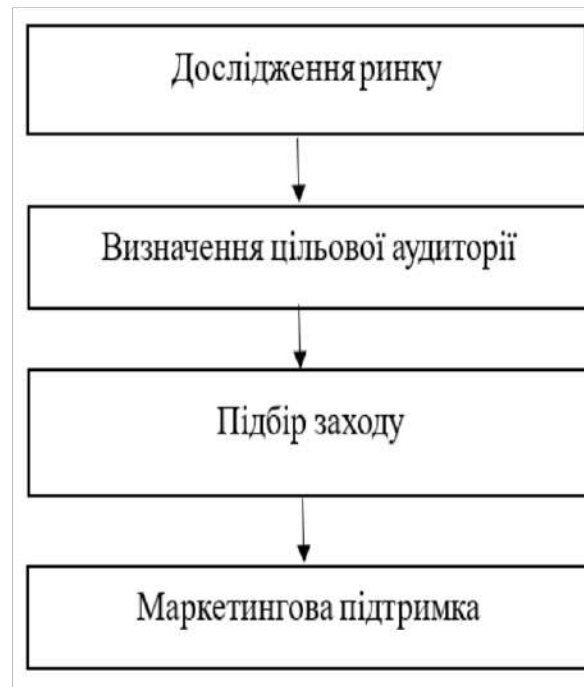 Дослідження ринку
Визначення цільової аудиторії
Підбір заходу
Маркетингова підтримка